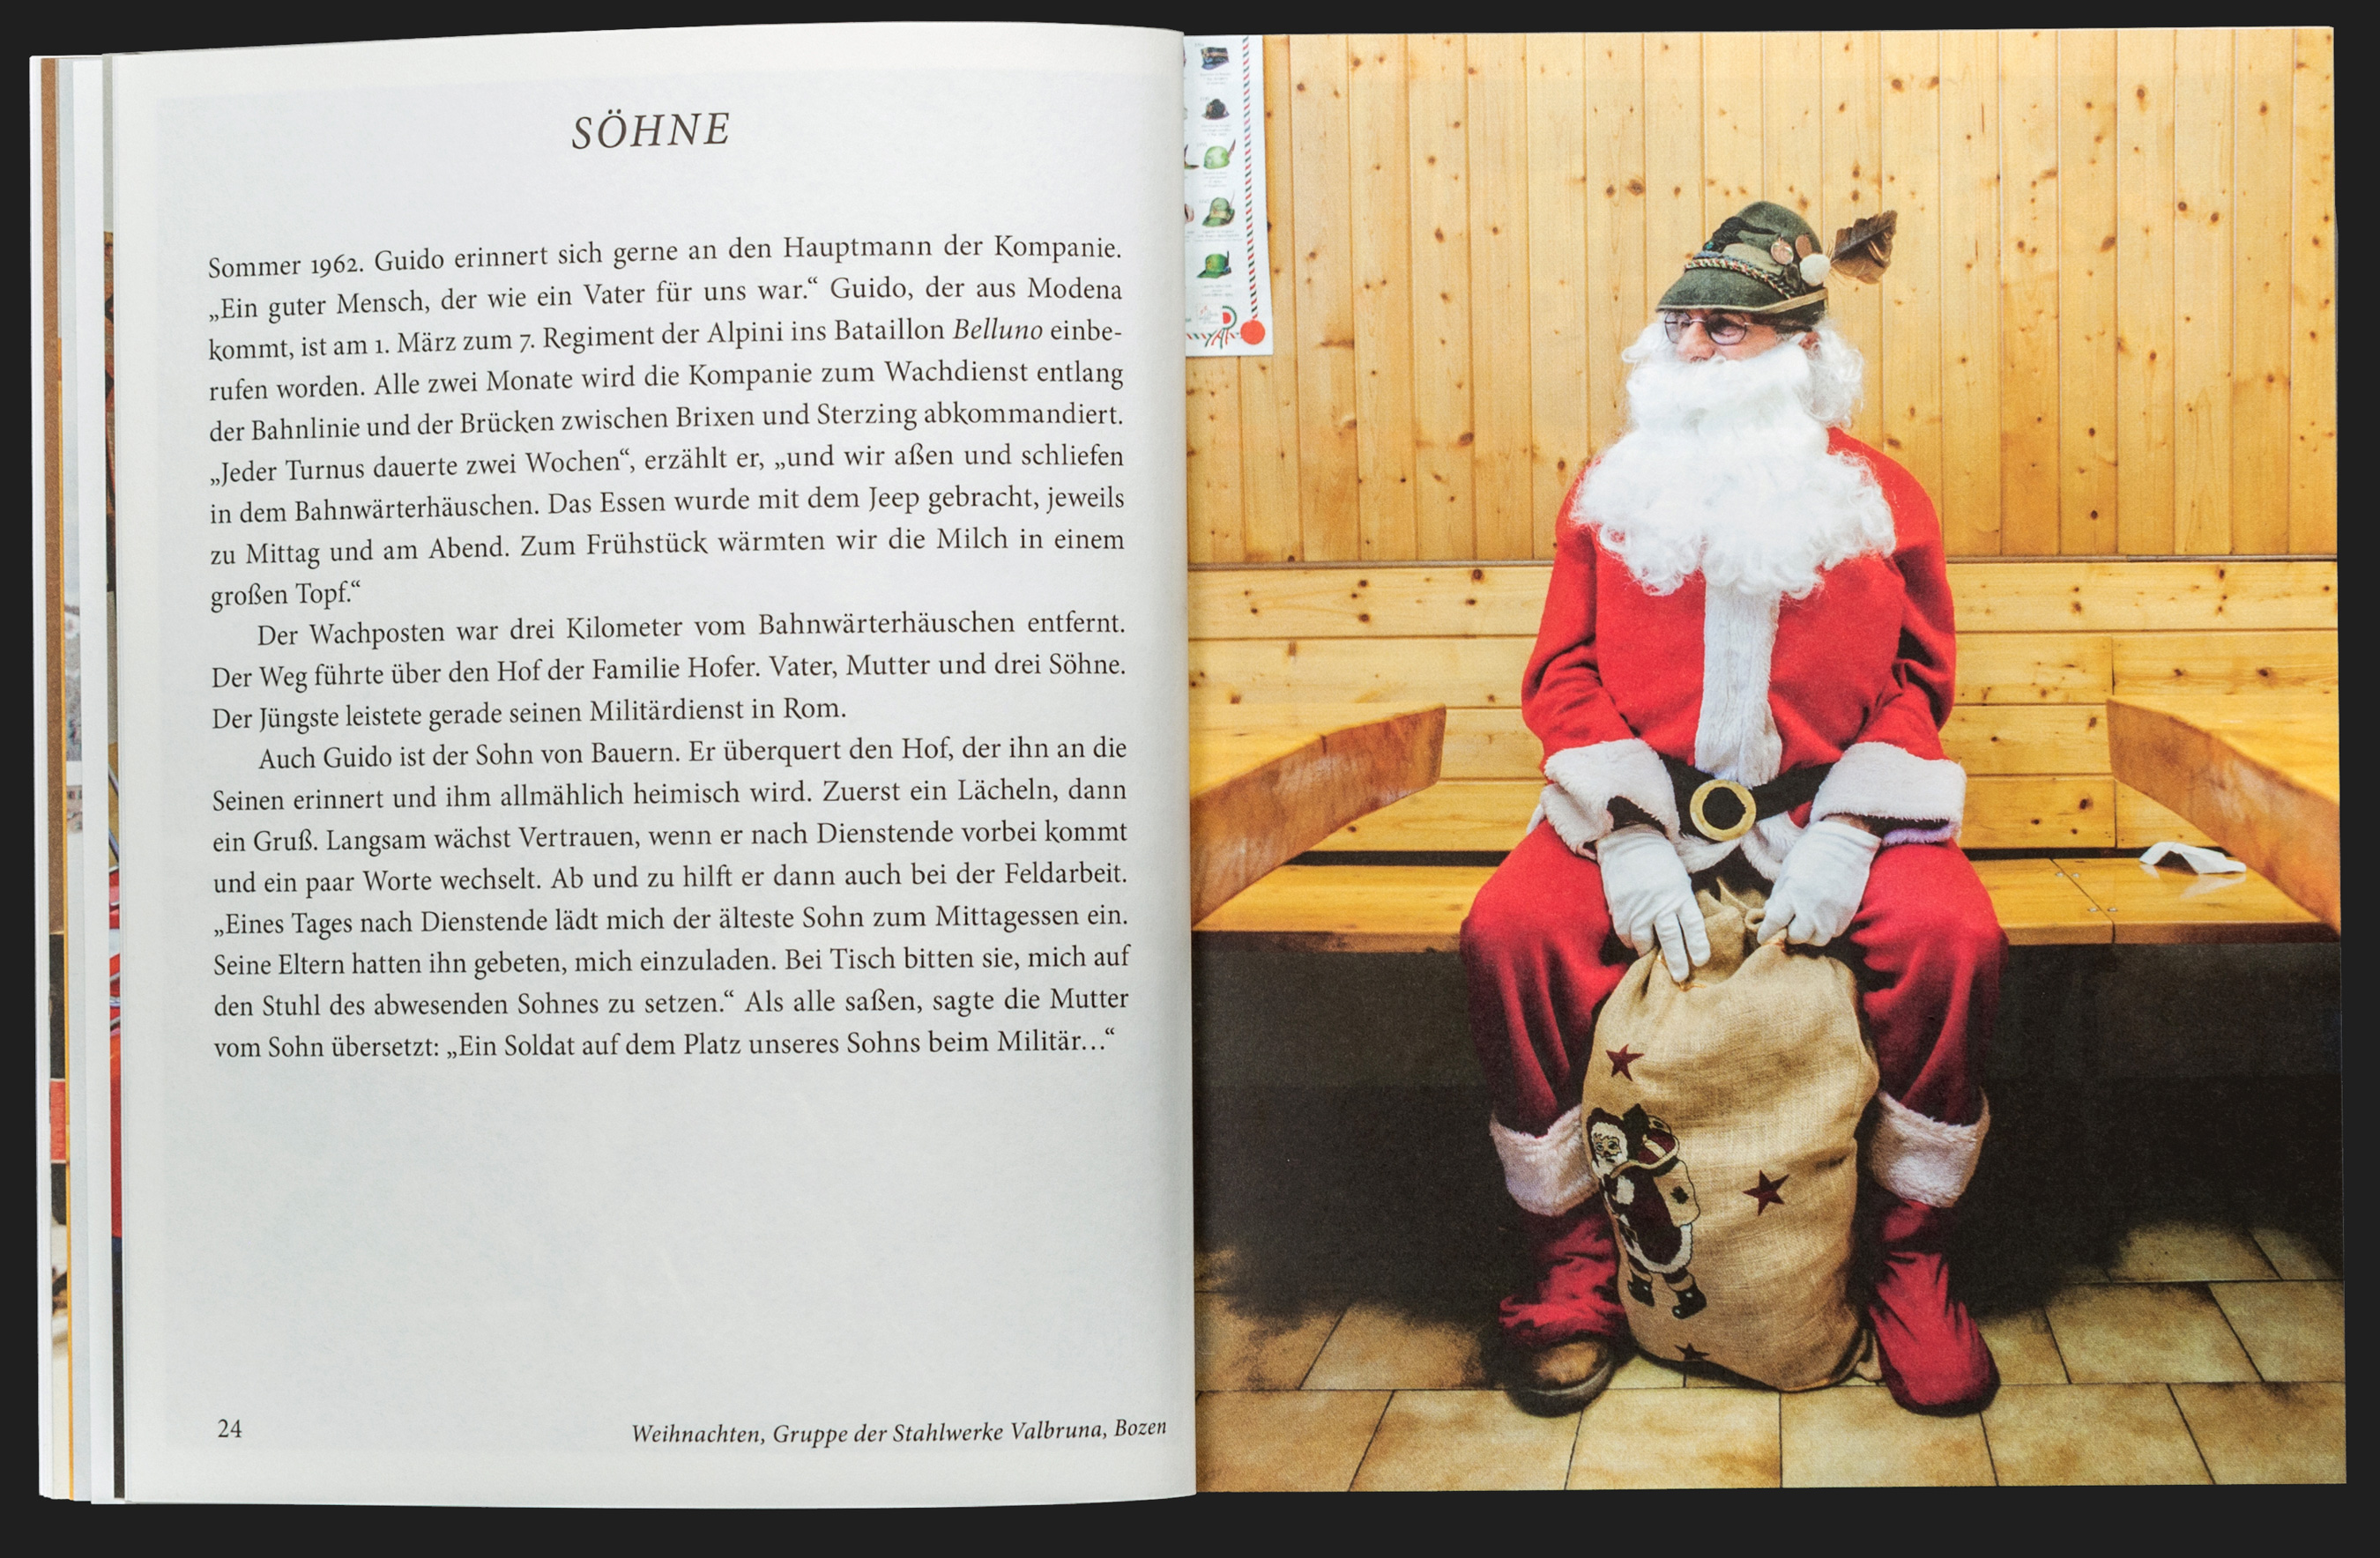 SÖHNE
Sommer 1962. Guido erinnert sich gerne an den Hauptmann der Kompanie.
„Ein guter Mensch, der wie ein Vater für uns war.“ Guido, der aus Modena
kommt, ist am 1. März zum 7. Regiment der Alpini ins Bataillon Belluno einbe-
rufen worden. Alle zwei Monate wird die Kompanie zum Wachdienst entlang
der Bahnlinie und der Brücken zwischen Brixen und Sterzing abkommandiert.
„Jeder Turnus dauerte zwei Wochen“, erzählt er, „und wir aßen und schliefen
in dem Bahnwärterhäuschen. Das Essen wurde mit dem Jeep gebracht, jeweils
zu Mittag und am Abend. Zum Frühstück wärmten wir die Milch in einem
großen Topf.“
Der Wachposten war drei Kilometer vom Bahnwärterhäuschen entfernt.
Der Weg führte über den Hof der Familie Hofer. Vater, Mutter und drei Söhne.
Der Jüngste leistete gerade seinen Militärdienst in Rom.
Auch Guido ist der Sohn von Bauern. Er überquert den Hof, der ihn an die
Seinen erinnert und ihm allmählich heimisch wird. Zuerst ein Lächeln, dann
ein Gruß. Langsam wächst Vertrauen, wenn er nach Dienstende vorbei kommt
und ein paar Worte wechselt. Ab und zu hilft er dann auch bei der Feldarbeit.
„Eines Tages nach Dienstende lädt mich der älteste Sohn zum Mittagessen ein.
Seine Eltern hatten ihn gebeten, mich einzuladen. Bei Tisch bitten sie, mich auf
den Stuhl des abwesenden Sohnes zu setzen.“ Als alle saßen, sagte die Mutter
vom Sohn übersetzt: „Ein Soldat auf dem Platz unseres Sohns beim Militär…“
24
Weihnachten, Gruppe der Stahlwerke Valbruna, Bozen